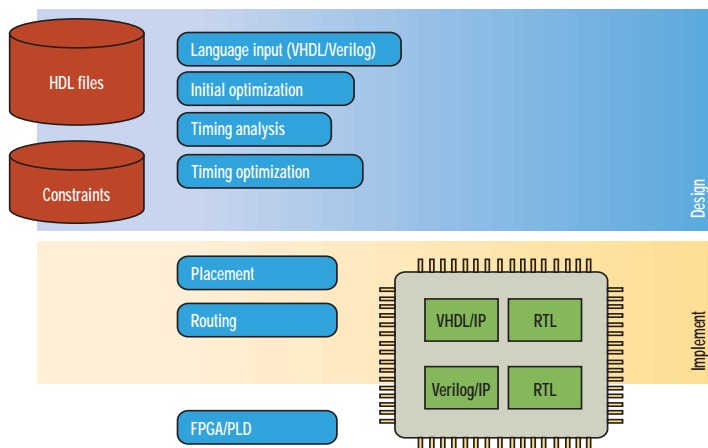 HDL files
Constraints
Language input (VHDL/Verilog)
Initial optimization
Timing analysis
Timing optimization
Design
Placement
Routing
VHDL/IP
RTL
Verilog/IP
RTL
Implement
FPGA/PLD